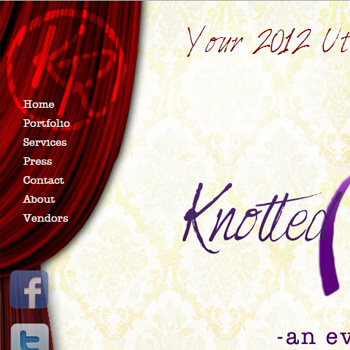 Your 2012 Ut
Home
Portfolio
Services
Press
Contact
About
Vendors
Knotted
-an ev